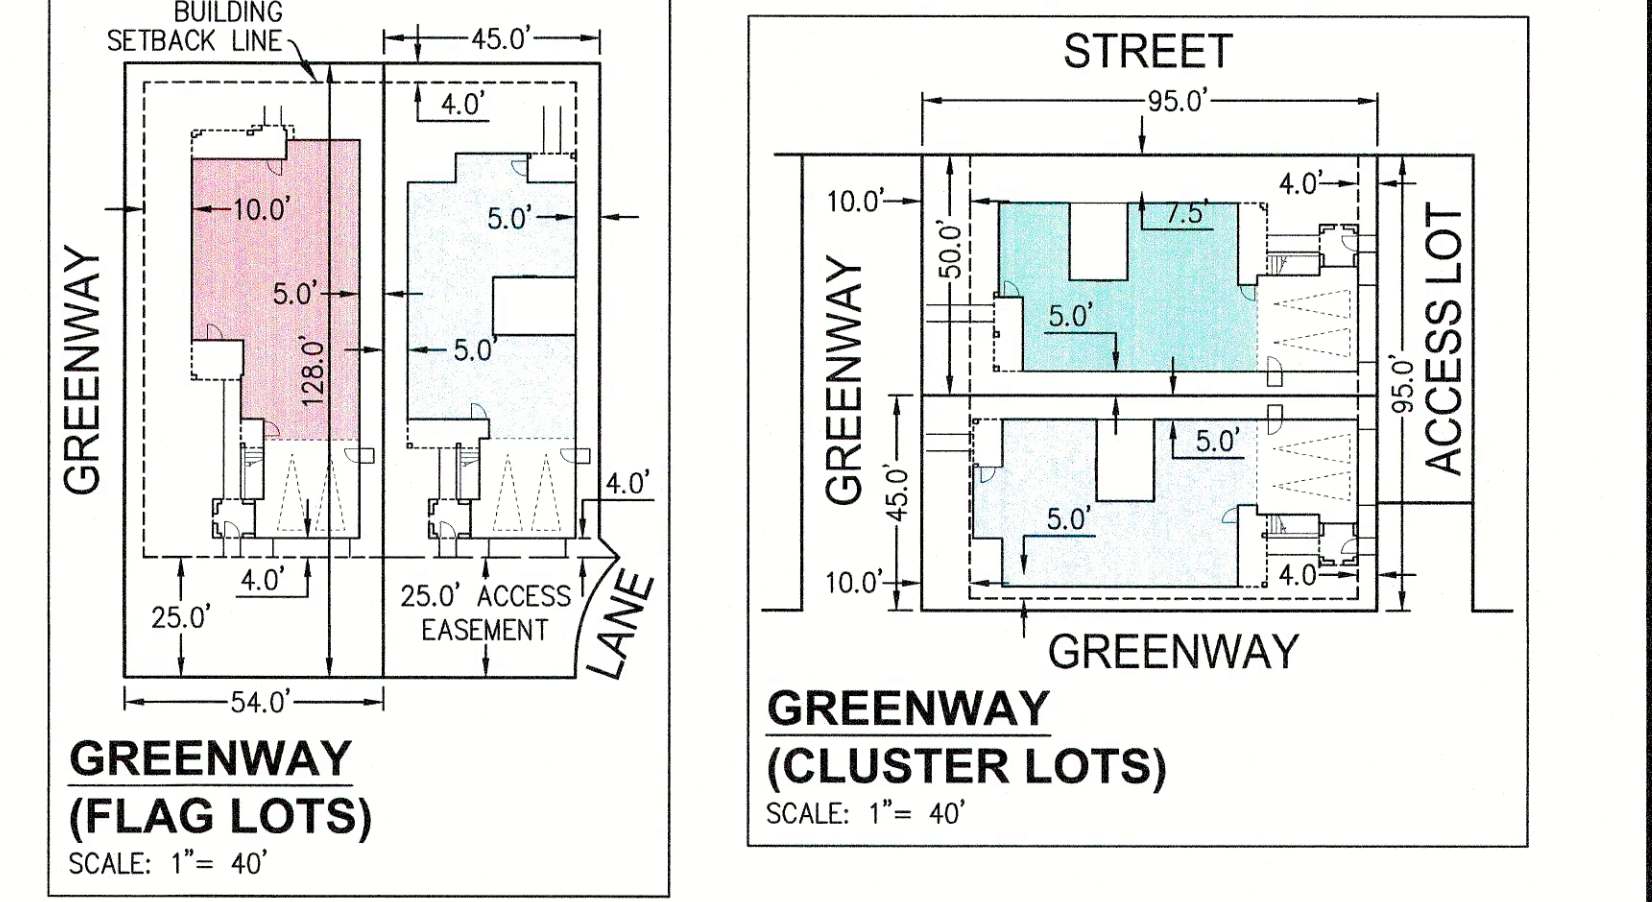 BUILDING
SETBACK LINE
45.0'
4.0'
10.0'
5.0'
5.0'
5.0'
128.0'
GREENWAY
4.0'
4.0'
25.0'
25.0' ACCESS
EASEMENT
LANE
54.0'
GREENWAY
(FLAG LOTS)
SCALE: 1"= 40'
STREET
95.0'
10.0'
4.0'
7.5'
50.0'
5.0'
GREENWAY
95.0'
ACCESS LOT
45.0'
5.0'
5.0'
10.0'
4.0
GREENWAY
GREENWAY
(CLUSTER LOTS)
SCALE: 1"= 40'